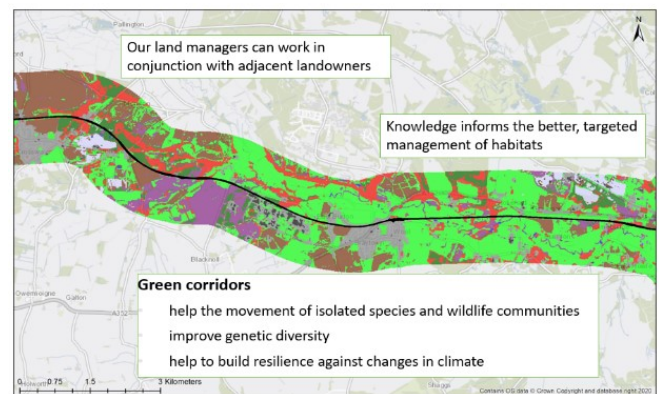 Pallington
N
Our land managers can work in
conjunction with adjacent landowners
Knowledge informs the better, targeted
management of habitats
Blacknoll
Owermoigne
Galton
A352
Green corridors
help the movement of isolated species and wildlife communities
improve genetic diversity
help to build resilience against changes in climate
0 0.75 1.5 3 Kilometers
Contains OS data © Crown Copyright and database right 2020